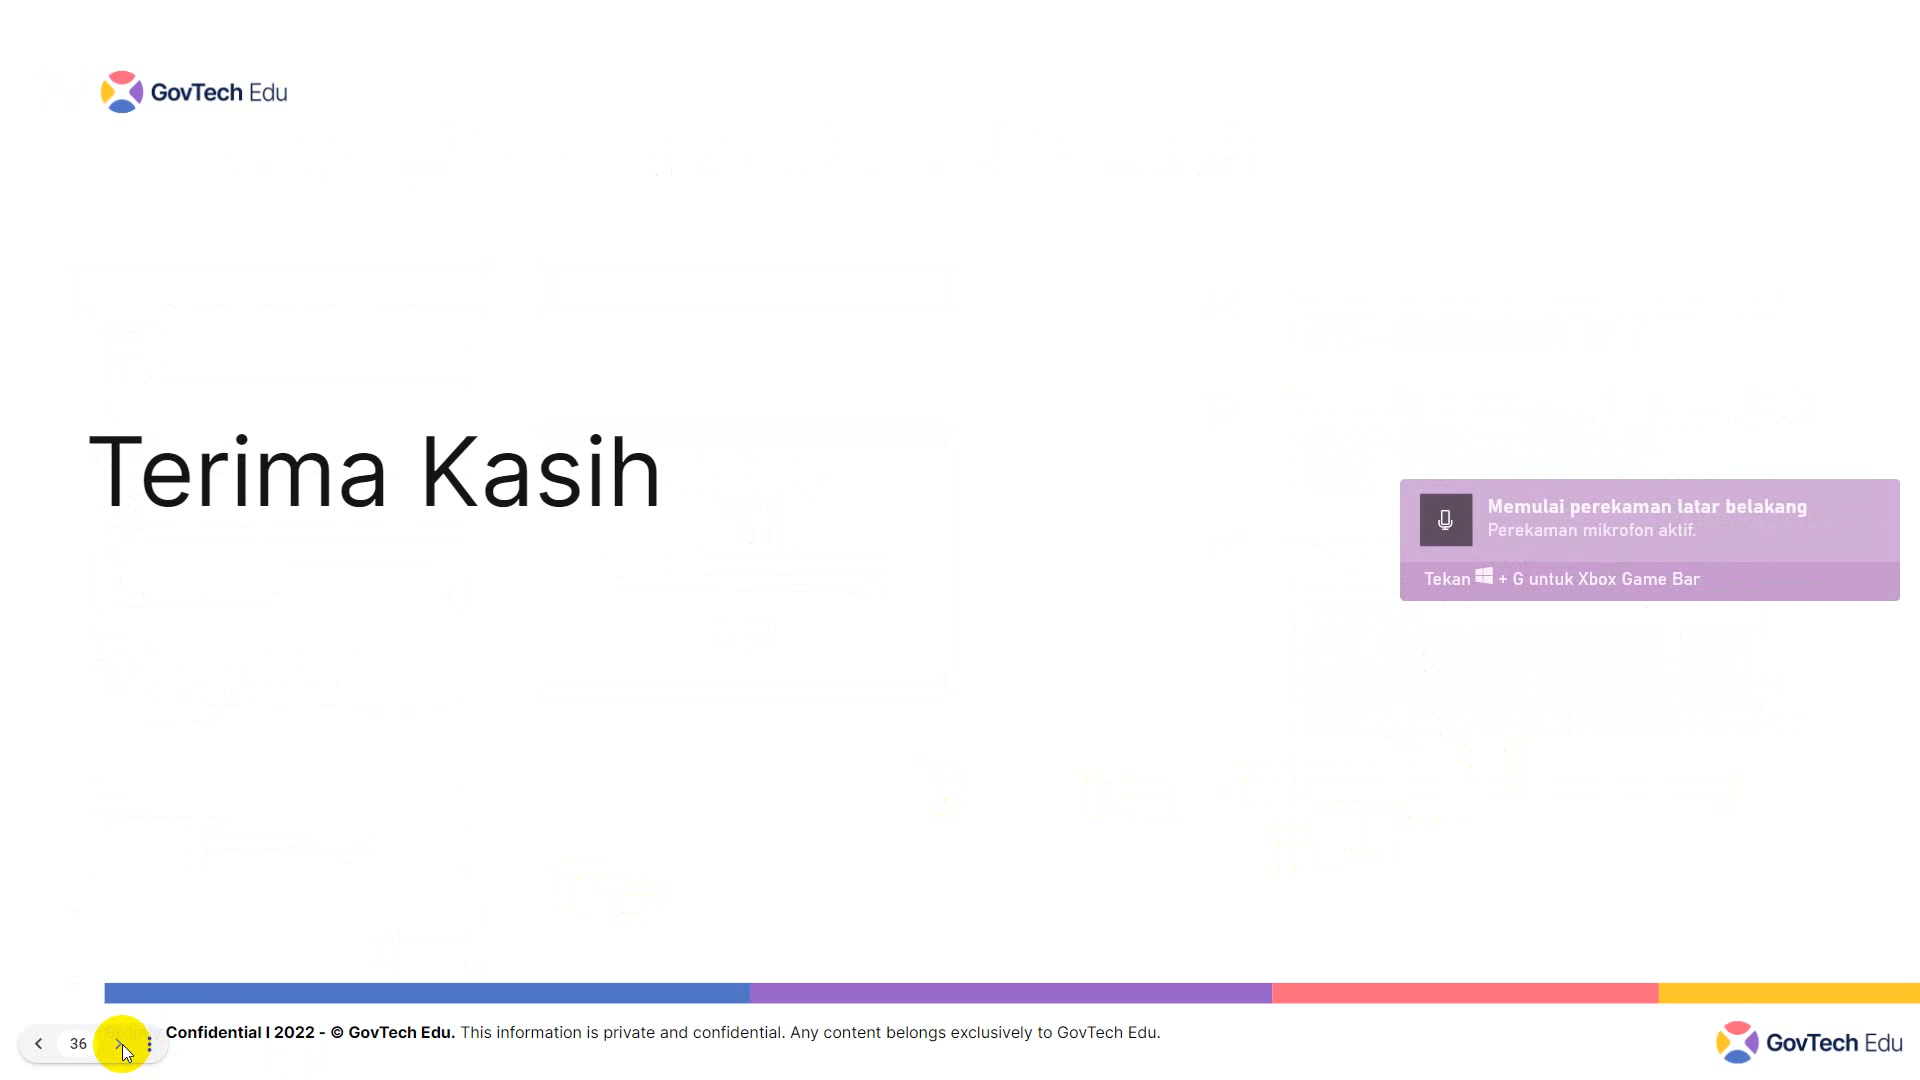 GovTech Edu
Terima Kasih
Memulai perekaman latar belakang
Perekaman mikrofon aktif.
Tekan + G untuk Xbox Game Bar
Confidential I 2022 - © GovTech Edu. This information is private and confidential. Any content belongs exclusively to GovTech Edu.
36
GovTech Edu